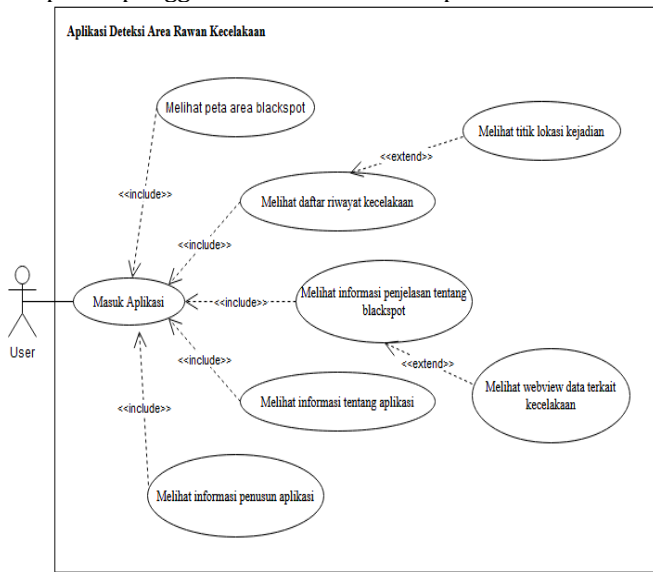 Aplikasi Deteksi Area Rawan Kecelakaan
Melihat peta area blackspot
Melihat titik lokasi kejadian
<<extend>>
<<include>>
Melihat daftar riwayat kecelakaan
<<include>>
Masuk Aplikasi
<<include>>
Melihat informasi penjelasan tentang
blackspot
User
<<include>>
<<extend>>
Melihat webview data terkait
kecelakaan
Melihat informasi tentang aplikasi
<<include>>
Melihat informasi penusun aplikasi